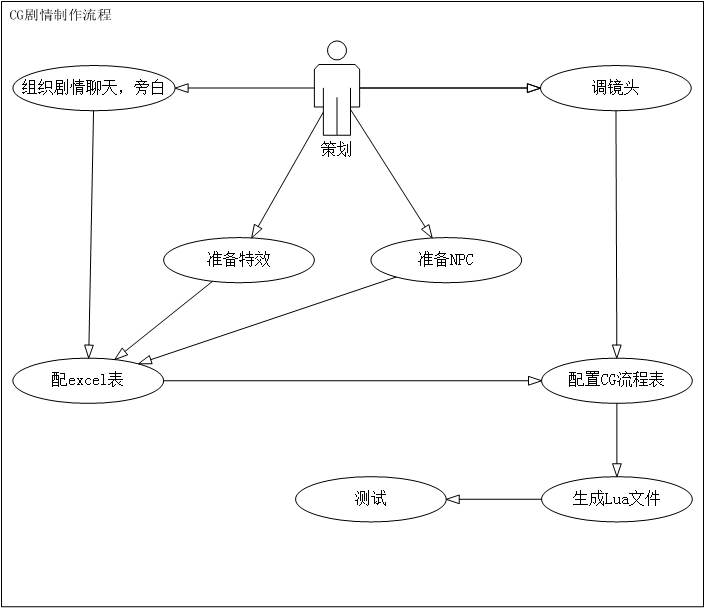 CG剧情制作流程
组织剧情聊天，旁白
调镜头
策划
准备特效
准备NPC
配excel表
配置CG流程表
测试
生成Lua文件